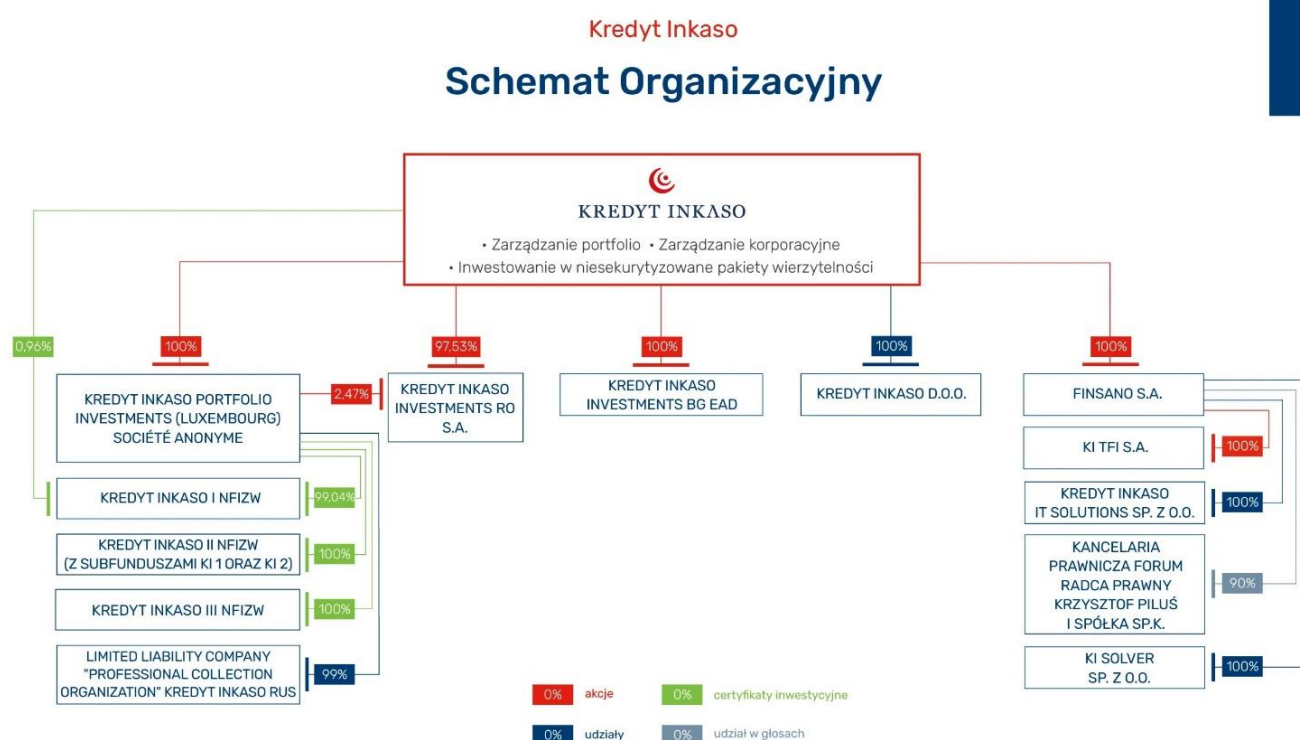 Kredyt Inkaso
Schemat Organizacyjny
KREDYT INKASO
• Zarządzanie portfolio • Zarządzanie korporacyjne
• Inwestowanie w niesekurytyzowane pakiety wierzytelności
0,96%
100%
97.53%
100%
100%
100%
KREDYT INKASO PORTFOLIO
INVESTMENTS (LUXEMBOURG)
SOCIÉTÉ ANONYME
2,47%
KREDYT INKASO
INVESTMENTS RO
S.A.
KREDYT INKASO
INVESTMENTS BG EAD
KREDYT INKASO D.O.O.
FINSANO S.A.
KREDYT INKASO I NFIZW
99,04%
KREDYT INKASO II NFIZW
(Z SUBFUNDUSZAMI KI 1 ORAZ KI 2)
100%
KREDYT INKASO III NFIZW
100%
LIMITED LIABILITY COMPANY
"PROFESSIONAL COLLECTION
ORGANIZATION" KREDYT INKASO RUS
99%
KI TFI S.A.
100%
KREDYT INKASO
IT SOLUTIONS SP. Z O.O.
100%
KANCELARIA
PRAWNICZA FORUM
RADCA PRAWNY
KRZYSZTOF PILUŚ
I SPÓŁKA SP.K.
90%
KI SOLVER
SP. Z O.O.
100%
0% akcje
0% certyfikaty inwestycyjne
0% udziały
0% udział w głosach